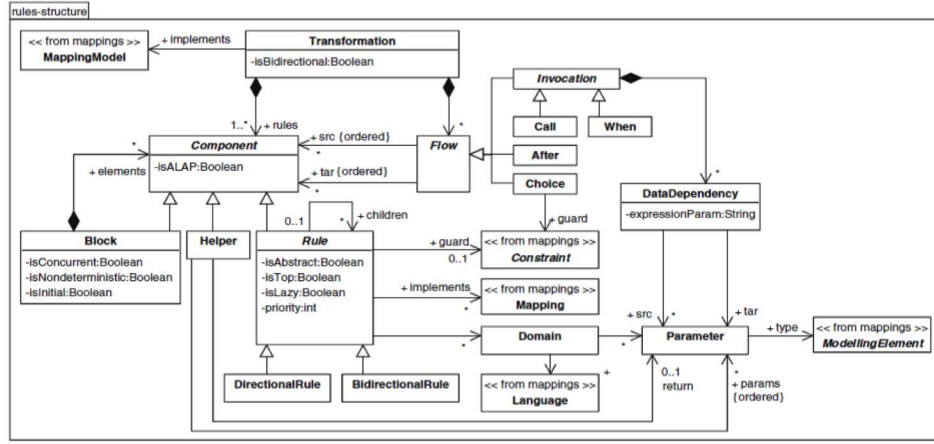 rules-structure
<< from mappings >>
MappingModel
+ implements
Transformation
-isBidirectional:Boolean
Invocation
Call
When
1..*
+ rules
*
+ src {ordered}
*
+ tar {ordered}
*
Flow
After
Choice
Component
-isALAP:Boolean
*
+ elements
*
DataDependency
-expressionParam:String
Block
-isConcurrent:Boolean
-isNondeterministic:Boolean
-isInitial:Boolean
Helper
0..1
*
+ children
Rule
-isAbstract:Boolean
-isTop:Boolean
-isLazy:Boolean
-priority:int
+ guard
0..1
+ guard
<< from mappings >>
Constraint
+ implements
*
<< from mappings >>
Mapping
*
Domain
*
+ src
*
+ tar
Parameter
+ type
<< from mappings >>
ModellingElement
DirectionalRule
BidirectionalRule
+
<< from mappings >>
Language
0..1
return
*
+ params
{ordered}